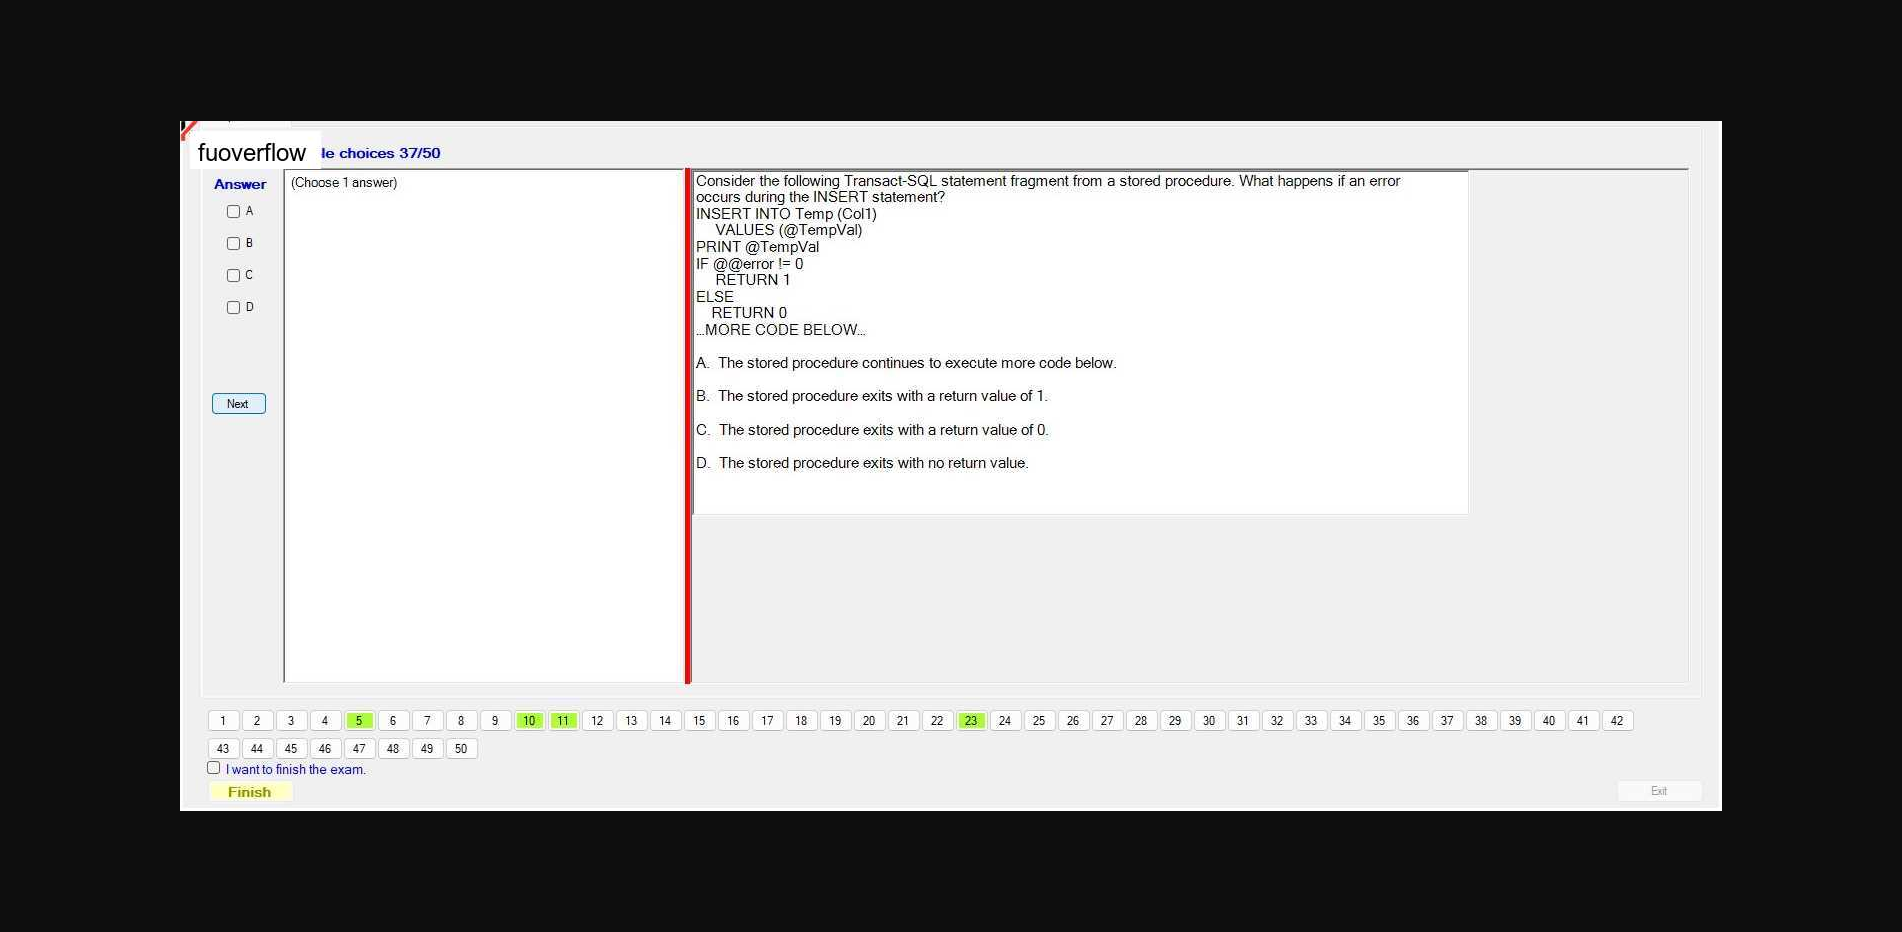 fuoverflow
le choices 37/50
Answer
(Choose 1 answer)
A
B
C
D
Next
Consider the following Transact-SQL statement fragment from a stored procedure. What happens if an error
occurs during the INSERT statement?
INSERT INTO Temp (Col1)
VALUES (@TempVal)
PRINT @TempVal
IF @@error != 0
RETURN 1
ELSE
RETURN 0
...MORE CODE BELOW...
A. The stored procedure continues to execute more code below.
B. The stored procedure exits with a return value of 1.
C. The stored procedure exits with a return value of 0.
D. The stored procedure exits with no return value.
1 2 3 4 5 6 7 8 9 10 11 12 13 14 15 16 17 18 19 20 21 22 23 24 25 26 27 28 29 30 31 32 33 34 35 36 37 38 39 40 41 42
43 44 45 46 47 48 49 50
I want to finish the exam.
Finish
Exit